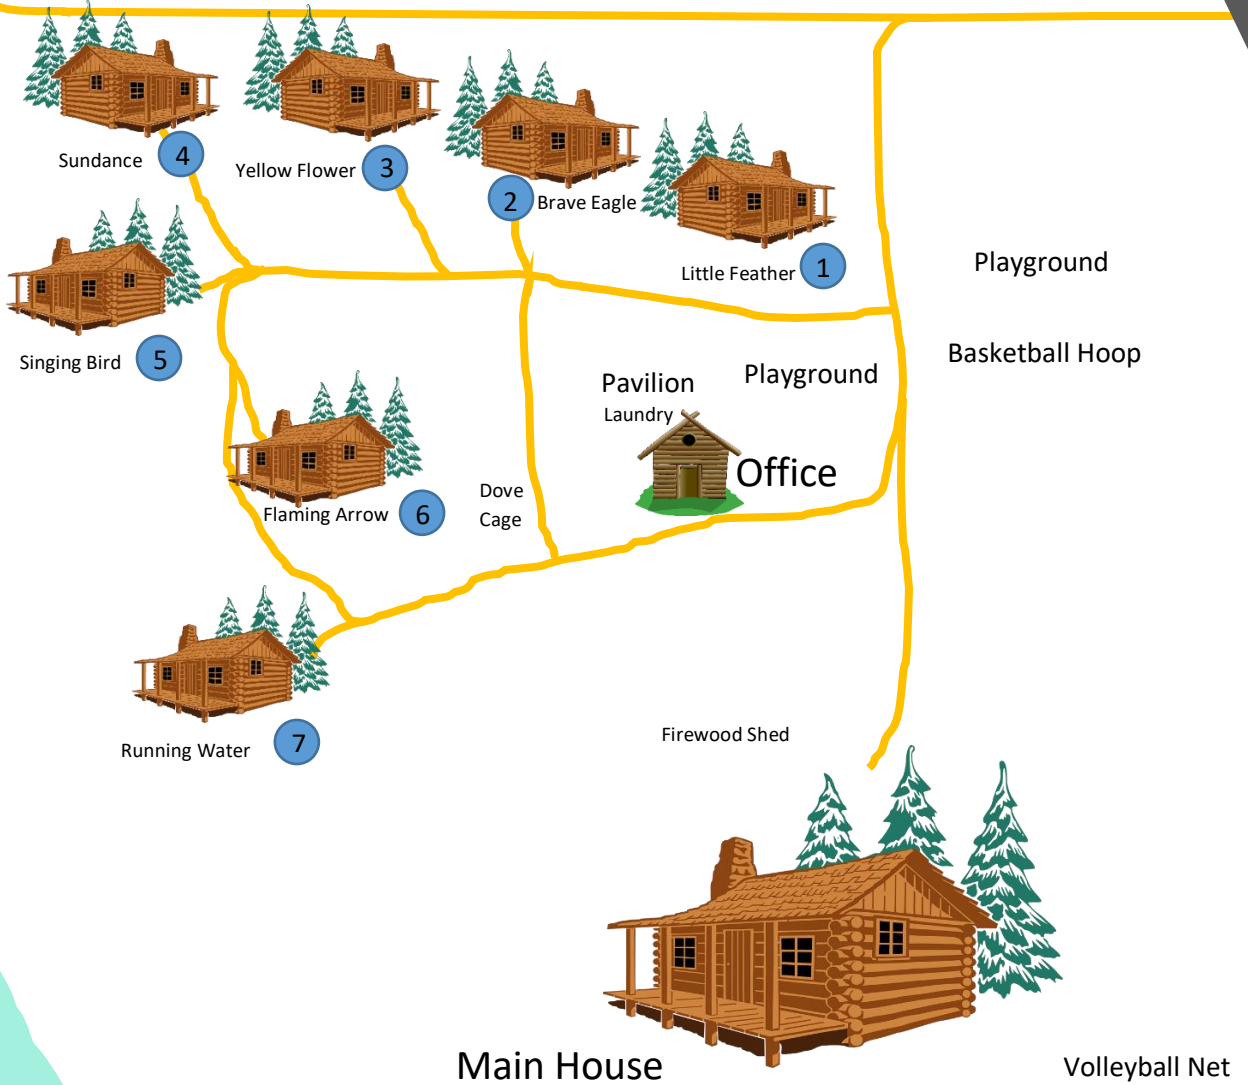 Sundance
4
Yellow Flower
3
2
Brave Eagle
Little Feather
1
Playground
Singing Bird
5
Basketball Hoop
Pavilion
Laundry
Playground
Office
Flaming Arrow
6
Dove
Cage
Running Water
7
Firewood Shed
Main House
Volleyball Net